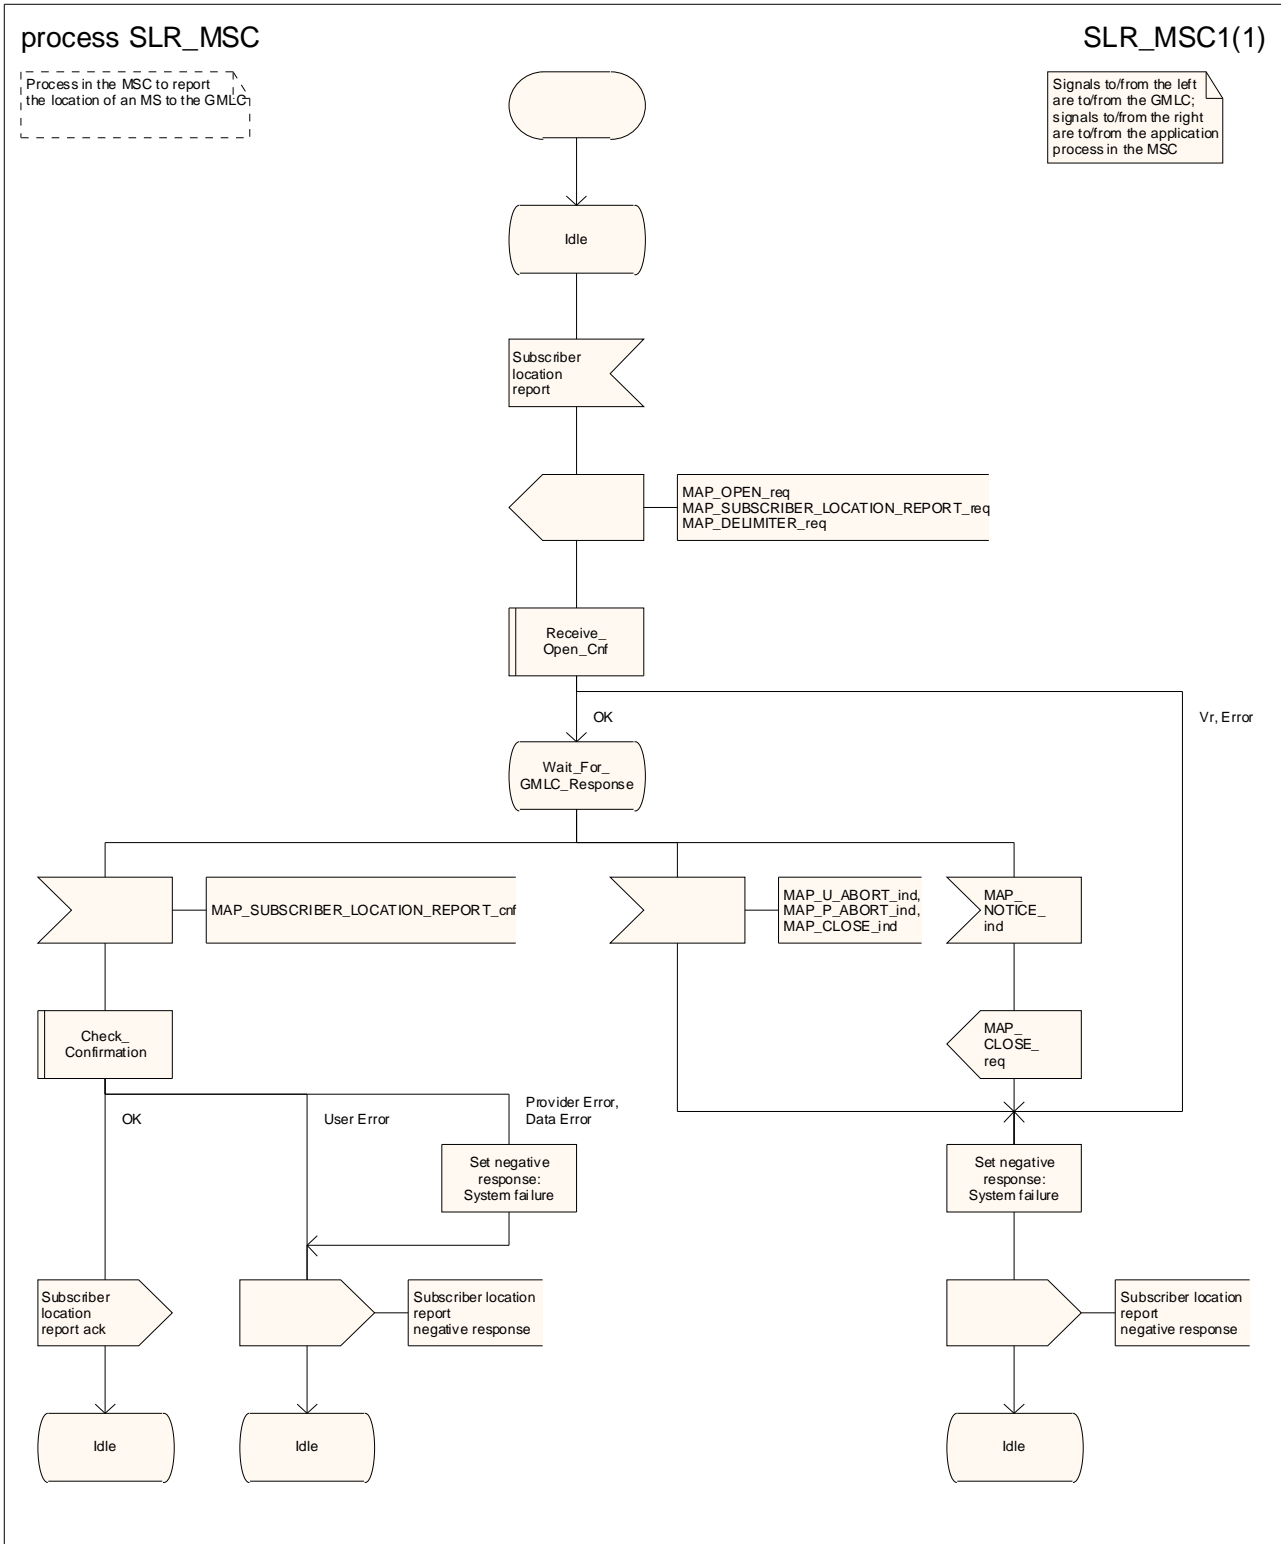 process SLR_MSC
SLR_MSC1(1)
Process in the MSC to report
the location of an MS to the GMLC
Signals to/from the left
are to/from the GMLC;
signals to/from the right
are to/from the application
process in the MSC
Idle
Subscriber
location
report
MAP_OPEN_req
MAP_SUBSCRIBER_LOCATION_REPORT_req
MAP_DELIMITER_req
Receive_
Open_Cnf
OK
Vr, Error
Wait_For_
GMLC_Response
MAP_SUBSCRIBER_LOCATION_REPORT_cnf
MAP_U_ABORT_ind,
MAP_P_ABORT_ind,
MAP_CLOSE_ind
MAP_
NOTICE_
ind
Check_
Confirmation
MAP_
CLOSE_
req
OK
User Error
Provider Error,
Data Error
Set negative
response:
System failure
Set negative
response:
System failure
Subscriber
location
report ack
Subscriber location
report
negative response
Subscriber location
report
negative response
Idle
Idle
Idle